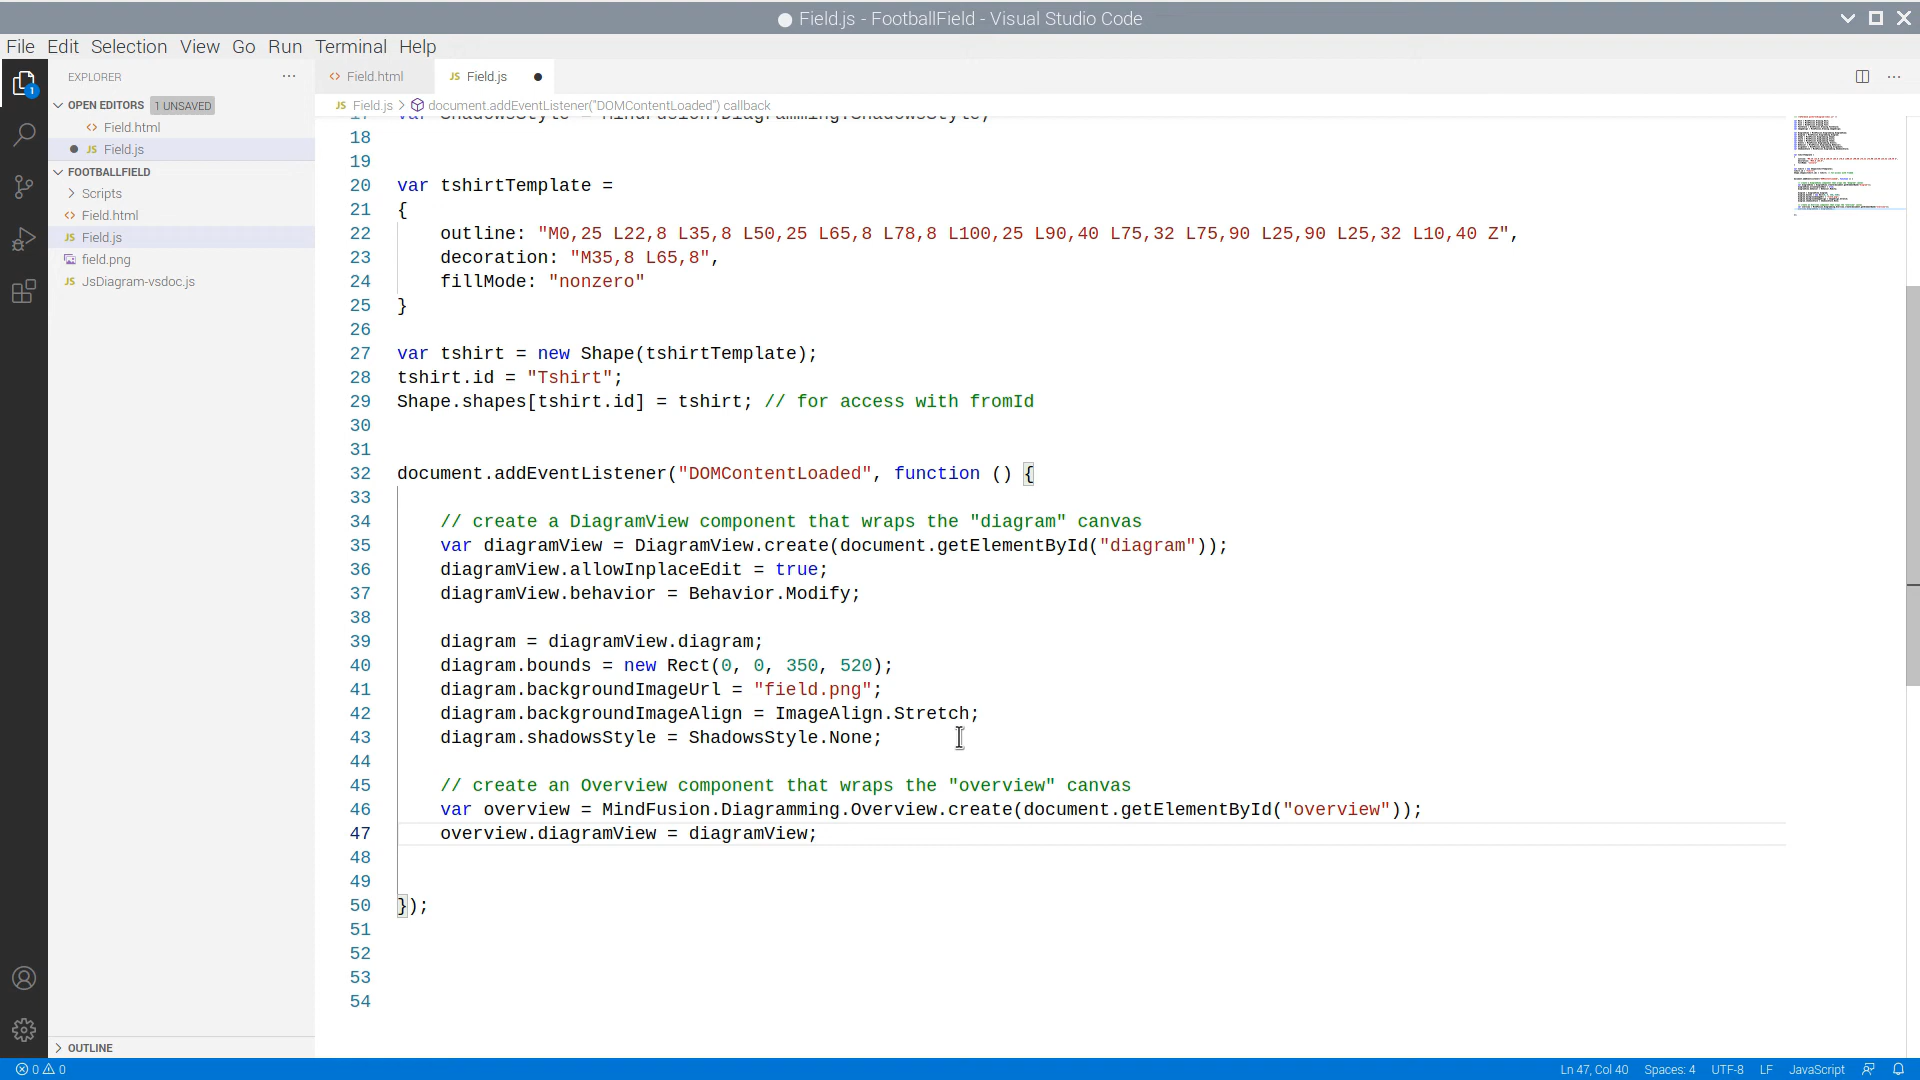 Field.js - FootballField - Visual Studio Code
File Edit Selection View Go Run Terminal Help
EXPLORER
OPEN EDITORS 1 UNSAVED
Field.html
Field.js
FOOTBALLFIELD
Scripts
Field.html
Field.js
field.png
JsDiagram-vsdoc.js
OUTLINE
1
Field.html
Field.js
Field.js > document.addEventListener("DOMContentLoaded") callback
17 var ShadowsStyle = MindFusion.Diagramming.ShadowsStyle;
18
19
20 var tshirtTemplate =
21 {
22 outline: "M0,25 L22,8 L35,8 L50,25 L65,8 L78,8 L100,25 L90,40 L75,32 L75,90 L25,90 L25,32 L10,40 Z",
23 decoration: "M35,8 L65,8",
24 fillMode: "nonzero"
25 }
26
27 var tshirt = new Shape(tshirtTemplate);
28 tshirt.id = "Tshirt";
29 Shape.shapes[tshirt.id] = tshirt; // for access with fromId
30
31
32 document.addEventListener("DOMContentLoaded", function () {
33
34 // create a DiagramView component that wraps the "diagram" canvas
35 var diagramView = DiagramView.create(document.getElementById("diagram"));
36 diagramView.allowInplaceEdit = true;
37 diagramView.behavior = Behavior.Modify;
38
39 diagram = diagramView.diagram;
40 diagram.bounds = new Rect(0, 0, 350, 520);
41 diagram.backgroundImageUrl = "field.png";
42 diagram.backgroundImageAlign = ImageAlign.Stretch;
43 diagram.shadowsStyle = ShadowsStyle.None;
44
45 // create an Overview component that wraps the "overview" canvas
46 var overview = MindFusion.Diagramming.Overview.create(document.getElementById("overview"));
47 overview.diagramView = diagramView;
48
49
50 });
51
52
53
54
0 0 Ln 47, Col 40 Spaces: 4 UTF-8 LF JavaScript